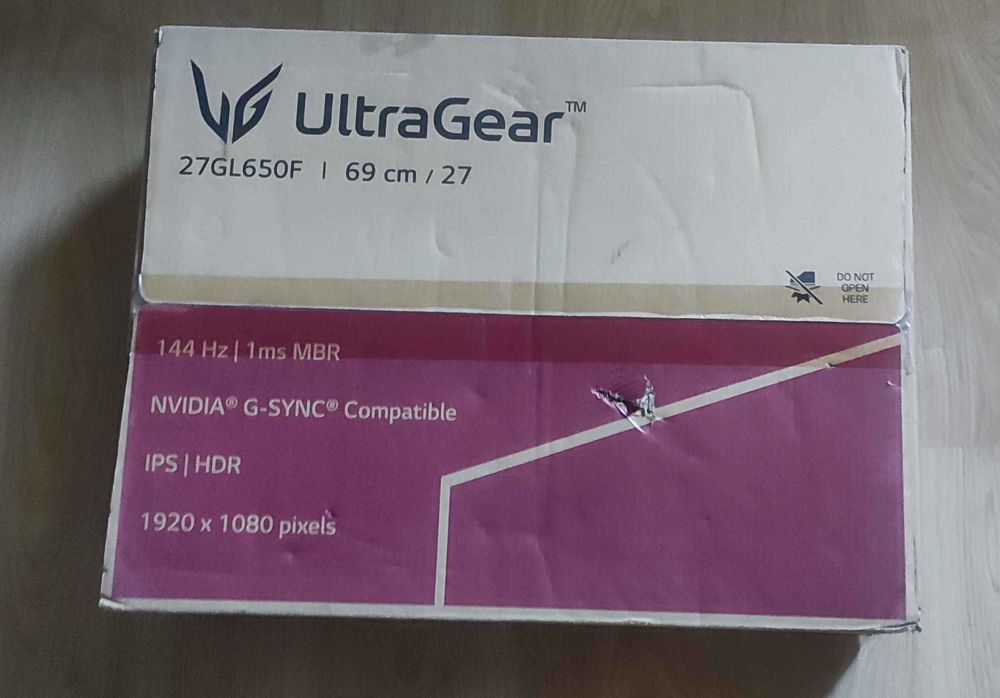 UG UltraGear™
27GL650F | 69 cm / 27
DO NOT
OPEN
HERE
144 Hz | 1ms MBR
NVIDIA® G-SYNC® Compatible
IPS | HDR
1920 x 1080 pixels